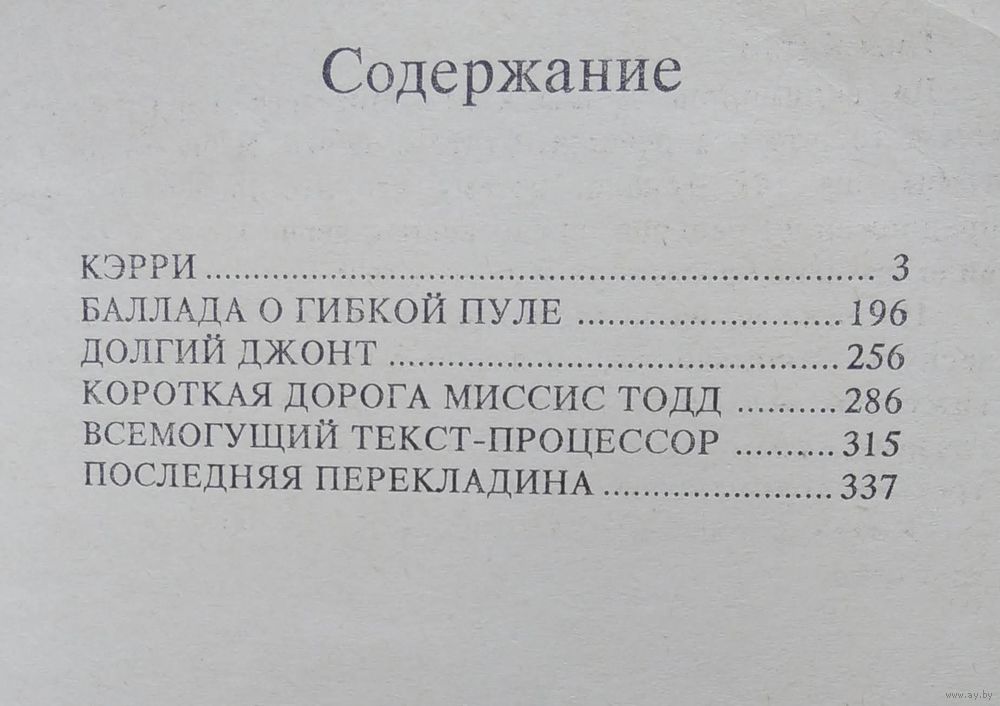 Содержание
КЭРРИ .......... 3
БАЛЛАДА О ГИБКОЙ ПУЛЕ .......... 196
ДОЛГИЙ ДЖОНТ .......... 256
КОРОТКАЯ ДОРОГА МИССИС ТОДД .......... 286
ВСЕМОГУЩИЙ ТЕКСТ-ПРОЦЕССОР .......... 315
ПОСЛЕДНЯЯ ПЕРЕКЛАДИНА .......... 337
www.ay.by